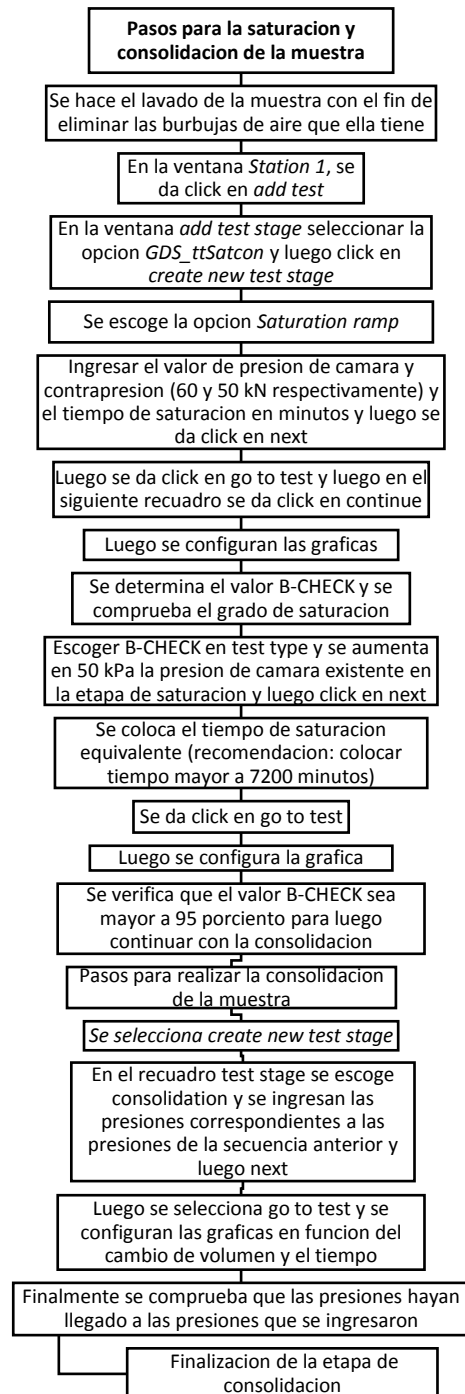 Pasos para la saturacion y
consolidacion de la muestra
Se hace el lavado de la muestra con el fin de
eliminar las burbujas de aire que ella tiene
En la ventana Station 1, se
da click en add test
En la ventana add test stage seleccionar la
opcion GDS_ttSatcon y luego click en
create new test stage
Se escoge la opcion Saturation ramp
Ingresar el valor de presion de camara y
contrapresion (60 y 50 kN respectivamente) y
el tiempo de saturacion en minutos y luego se
da click en next
Luego se da click en go to test y luego en el
siguiente recuadro se da click en continue
Luego se configuran las graficas
Se determina el valor B-CHECK y se
comprueba el grado de saturacion
Escoger B-CHECK en test type y se aumenta
en 50 kPa la presion de camara existente en
la etapa de saturacion y luego click en next
Se coloca el tiempo de saturacion
equivalente (recomendacion: colocar
tiempo mayor a 7200 minutos)
Se da click en go to test
Luego se configura la grafica
Se verifica que el valor B-CHECK sea
mayor a 95 porciento para luego
continuar con la consolidacion
Pasos para realizar la consolidacion
de la muestra
Se selecciona create new test stage
En el recuadro test stage se escoge
consolidation y se ingresan las
presiones correspondientes a las
presiones de la secuencia anterior y
luego next
Luego se selecciona go to test y se
configuran las graficas en funcion del
cambio de volumen y el tiempo
Finalmente se comprueba que las presiones hayan
llegado a las presiones que se ingresaron
Finalizacion de la etapa de
consolidacion